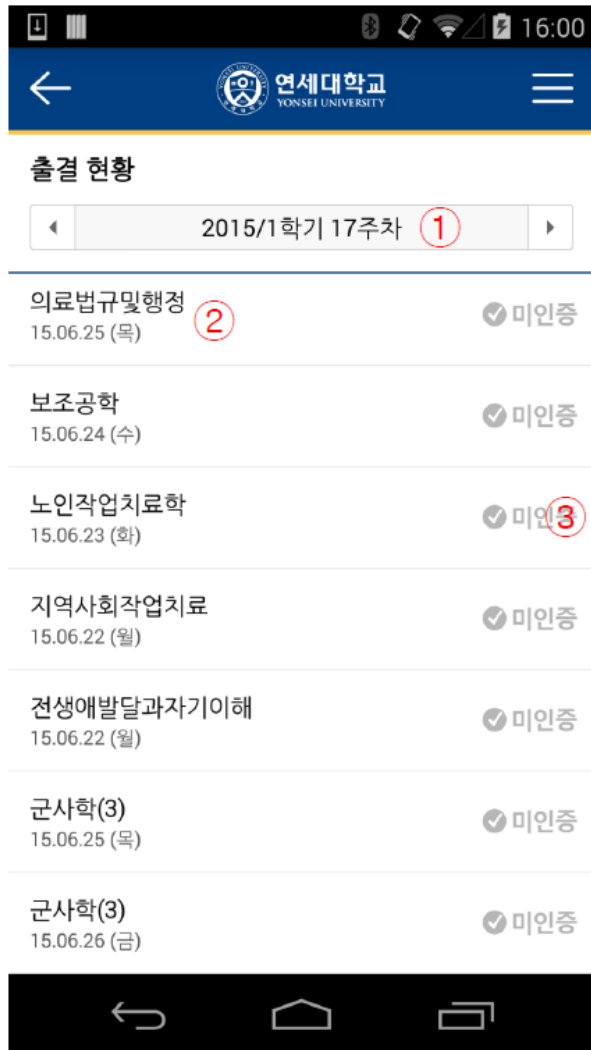 16:00
연세대학교
YONSEI UNIVERSITY
출결 현황
2015/1학기 17주차 ①
의료법규및행정 ②
15.06.25 (목)
미인증
보조공학
15.06.24 (수)
미인증
노인작업치료학
15.06.23 (화)
미인증 ③
지역사회작업치료
15.06.22 (월)
미인증
전생애발달과자기이해
15.06.22 (월)
미인증
군사학(3)
15.06.25 (목)
미인증
군사학(3)
15.06.26 (금)
미인증